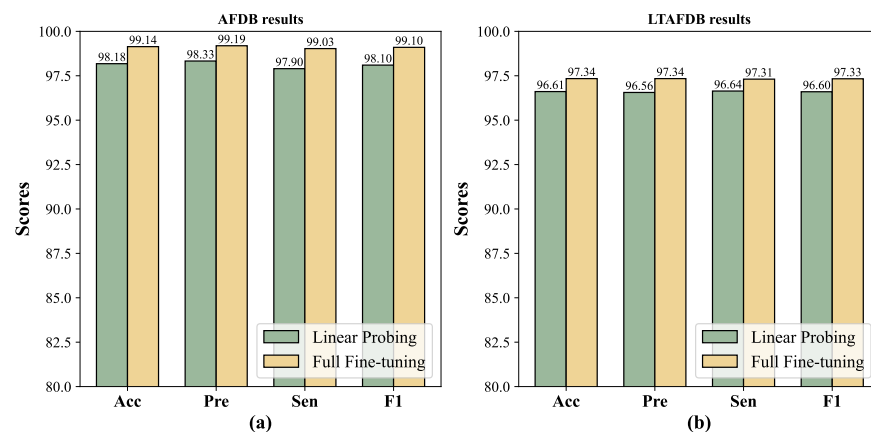 AFDB results
100.0
97.5
95.0
92.5
90.0
87.5
85.0
82.5
80.0
Scores
98.18
99.14
98.33
99.19
97.90
99.03
98.10
99.10
Linear Probing
Full Fine-tuning
Acc
Pre
Sen
F1
(a)
LTAFDB results
100.0
97.5
95.0
92.5
90.0
87.5
85.0
82.5
80.0
Scores
96.61
97.34
96.56
97.34
96.64
97.31
96.60
97.33
Linear Probing
Full Fine-tuning
Acc
Pre
Sen
F1
(b)